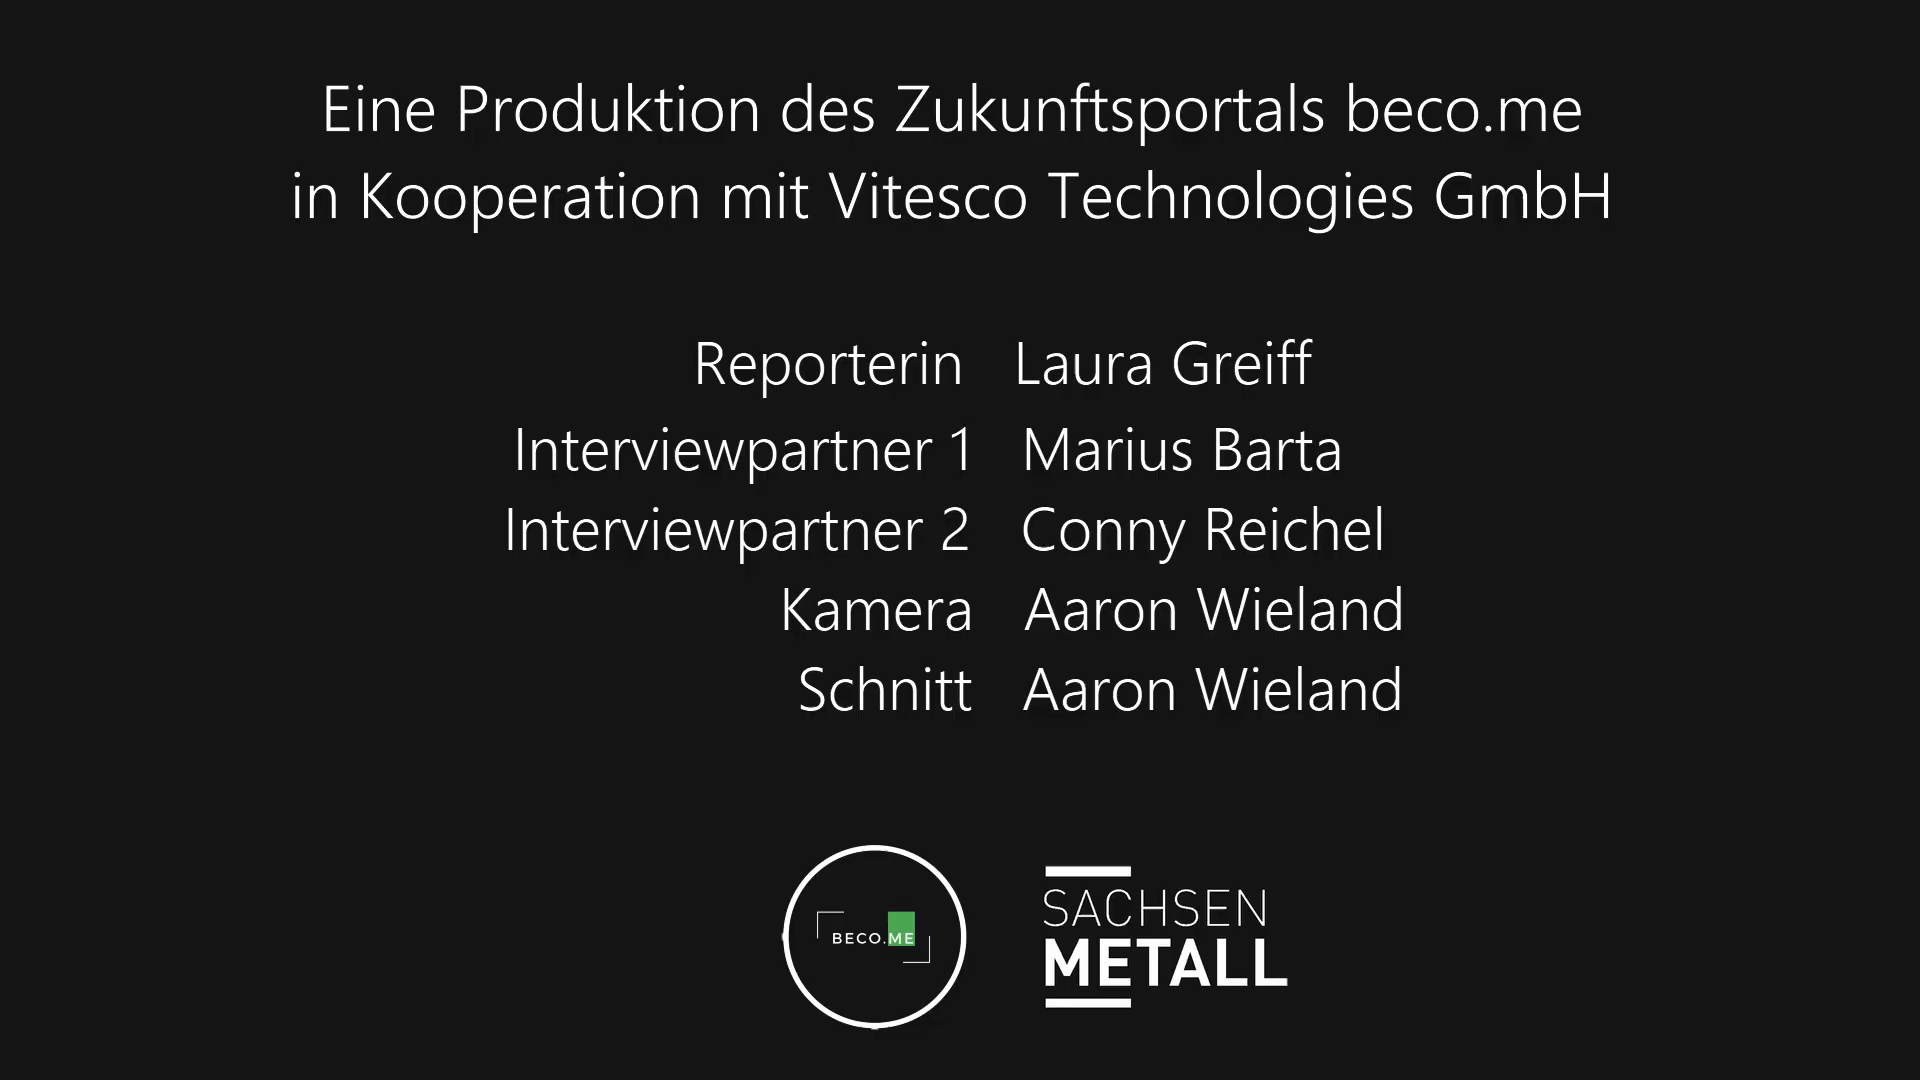 Eine Produktion des Zukunftsportals beco.me
in Kooperation mit Vitesco Technologies GmbH
Reporterin Laura Greiff
Interviewpartner 1 Marius Barta
Interviewpartner 2 Conny Reichel
Kamera Aaron Wieland
Schnitt Aaron Wieland
BECO.ME
SACHSEN
METALL